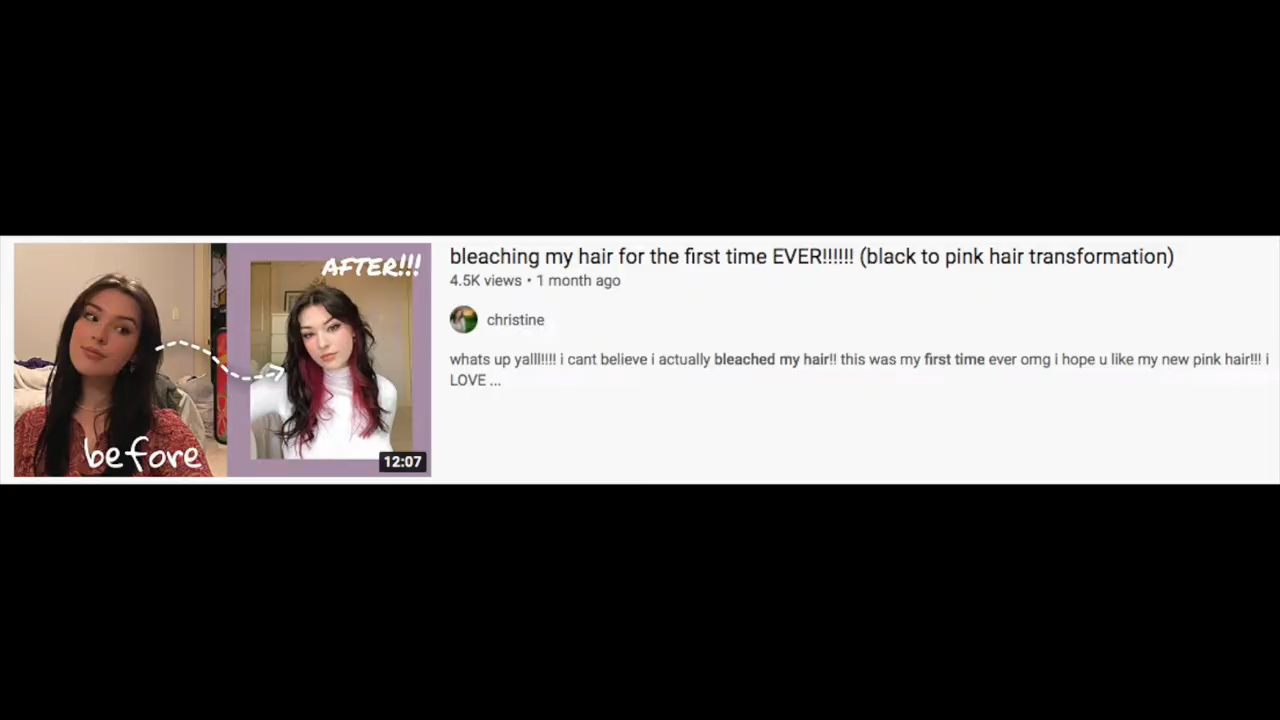 AFTER!!!
before
12:07
bleaching my hair for the first time EVER!!!!!! (black to pink hair transformation)
4.5K views • 1 month ago
christine
whats up yalll!!!! i cant believe i actually bleached my hair!! this was my first time ever omg i hope u like my new pink hair!!! i
LOVE ...